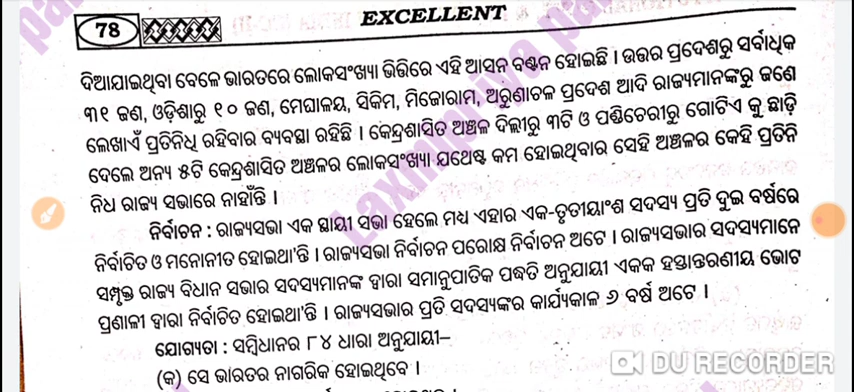 78
EXCELLENT
ଦିଆଯାଇଥିବା ବେଳେ ଭାରତରେ ଲୋକସଂଖ୍ୟା ଭିତ୍ତିରେ ଏହି ଆସନ ବଣ୍ଟନ ହୋଇଛି । ଉତ୍ତର ପ୍ରଦେଶରୁ ସର୍ବାଧିକ
୩୧ ଜଣ, ଓଡ଼ିଶାରୁ ୧୦ ଜଣ, ମେଘାଳୟ, ସିକିମ, ମିଜୋରାମ, ଅରୁଣାଚଳ ପ୍ରଦେଶ ଆଦି ରାଜ୍ୟମାନଙ୍କରୁ ଜଣେ
ଲେଖାଏଁ ପ୍ରତିନିଧି ରହିବାର ବ୍ୟବସ୍ଥା ରହିଛି । କେନ୍ଦ୍ରଶାସିତ ଅଞ୍ଚଳ ଦିଲ୍ଲୀରୁ ୩ଟି ଓ ପଣ୍ଡିଚେରୀରୁ ଗୋଟିଏ କୁ ଛାଡ଼ି
ଦେଲେ ଅନ୍ୟ ୫ଟି କେନ୍ଦ୍ରଶାସିତ ଅଞ୍ଚଳର ଲୋକସଂଖ୍ୟା ଯଥେଷ୍ଟ କମ ହୋଇଥିବାର ସେହି ଅଞ୍ଚଳର କେହି ପ୍ରତିନି
ନିଧ ରାଜ୍ୟ ସଭାରେ ନାହାଁନ୍ତି ।
ନିର୍ବାଚନ : ରାଜ୍ୟସଭା ଏକ ସ୍ଥାୟୀ ସଭା ହେଲେ ମଧ୍ୟ ଏହାର ଏକ-ତୃତୀୟାଂଶ ସଦସ୍ୟ ପ୍ରତି ଦୁଇ ବର୍ଷରେ
ନିର୍ବାଚିତ ଓ ମନୋନୀତ ହୋଇଥା'ନ୍ତି । ରାଜ୍ୟସଭା ନିର୍ବାଚନ ପରୋକ୍ଷ ନିର୍ବାଚନ ଅଟେ । ରାଜ୍ୟସଭାର ସଦସ୍ୟମାନେ
ସମ୍ପୃକ୍ତ ରାଜ୍ୟ ବିଧାନ ସଭାର ସଦସ୍ୟମାନଙ୍କ ଦ୍ୱାରା ସମାନୁପାତିକ ପଦ୍ଧତି ଅନୁଯାୟୀ ଏକକ ହସ୍ତାନ୍ତରଣୀୟ ଭୋଟ
ପ୍ରଣାଳୀ ଦ୍ୱାରା ନିର୍ବାଚିତ ହୋଇଥା'ନ୍ତି । ରାଜ୍ୟସଭାର ପ୍ରତି ସଦସ୍ୟଙ୍କର କାର୍ଯ୍ୟକାଳ ୬ ବର୍ଷ ଅଟେ ।
ଯୋଗ୍ୟତା : ସମ୍ବିଧାନର ୮୪ ଧାରା ଅନୁଯାୟୀ–
(କ) ସେ ଭାରତର ନାଗରିକ ହୋଇଥିବେ ।
Laxmipriya
DU RECORDER